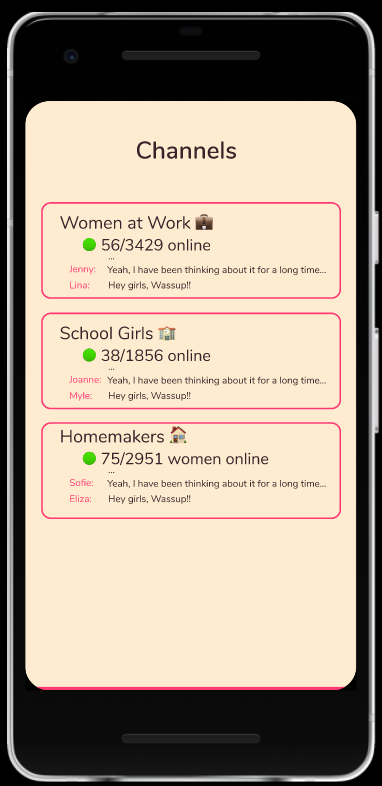 Channels
Women at Work 💼
56/3429 online
...
Jenny: Yeah, I have been thinking about it for a long time...
Lina: Hey girls, Wassup!!
School Girls 🏫
38/1856 online
...
Joanne: Yeah, I have been thinking about it for a long time...
Myle: Hey girls, Wassup!!
Homemakers 🏠
75/2951 women online
...
Sofie: Yeah, I have been thinking about it for a long time...
Eliza: Hey girls, Wassup!!